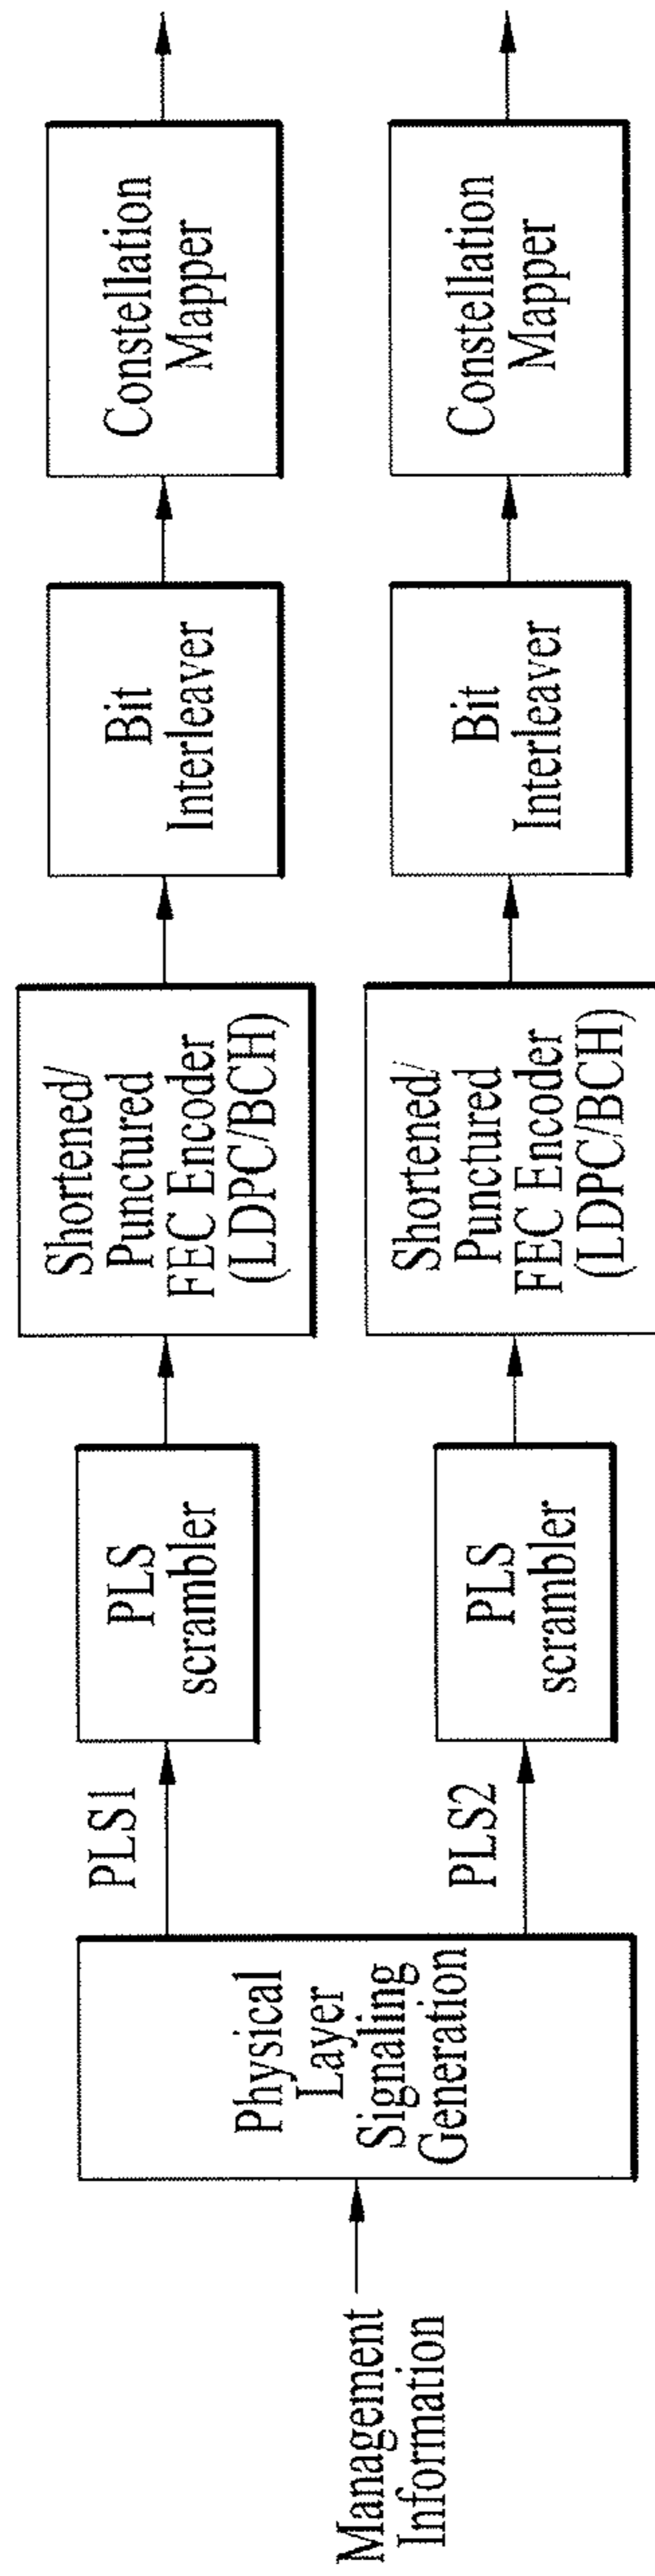 Management
Information
Physical
Layer
Signaling
Generation
PLS1
PLS
scrambler
Shortened/
Punctured
FEC Encoder
(LDPC/BCH)
Bit
Interleaver
Constellation
Mapper
PLS2
PLS
scrambler
Shortened/
Punctured
FEC Encoder
(LDPC/BCH)
Bit
Interleaver
Constellation
Mapper